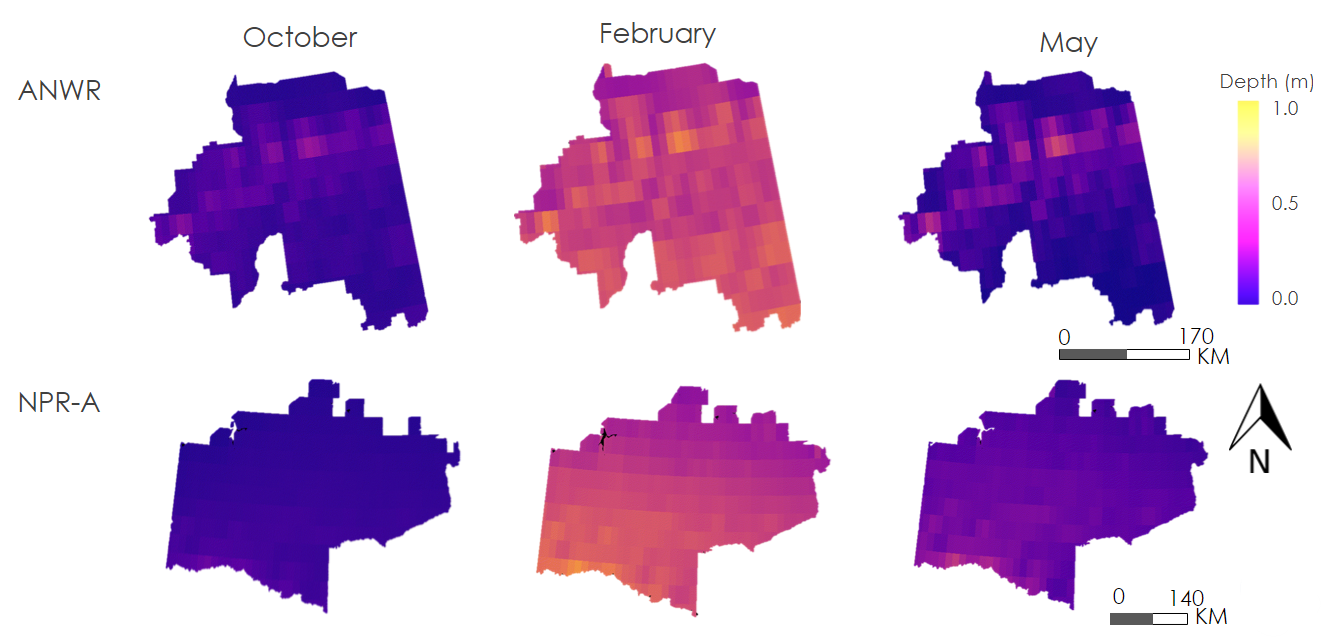 October
February
May
ANWR
Depth (m)
1.0
0.5
0.0
0 170
KM
NPR-A
N
0 140
KM